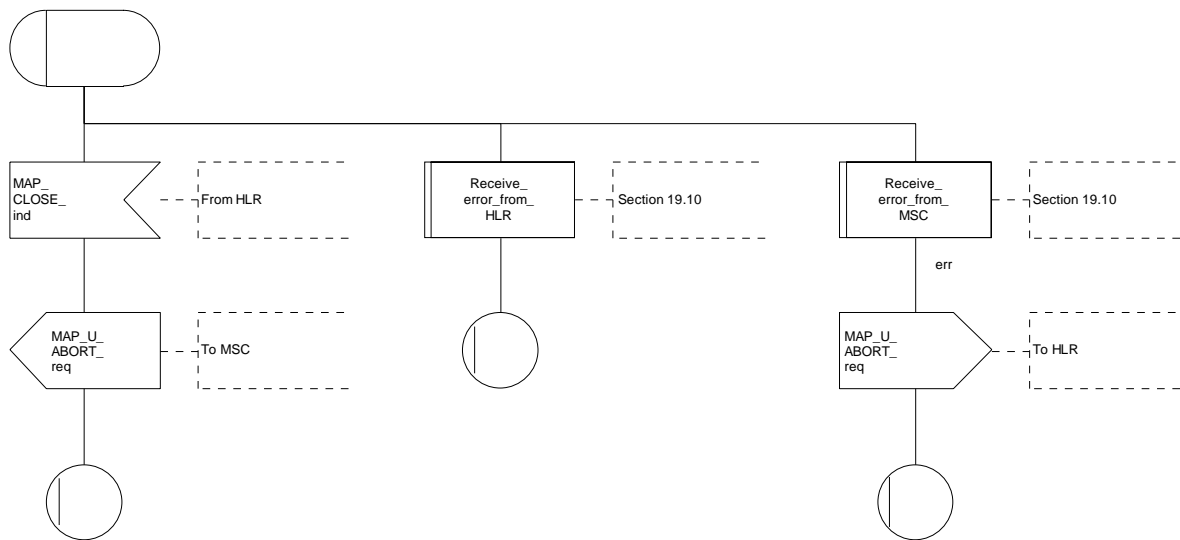 MAP_
CLOSE_
ind
From HLR
Receive_
error_from_
HLR
Section 19.10
Receive_
error_from_
MSC
Section 19.10
err
MAP_U_
ABORT_
req
To MSC
MAP_U_
ABORT_
req
To HLR